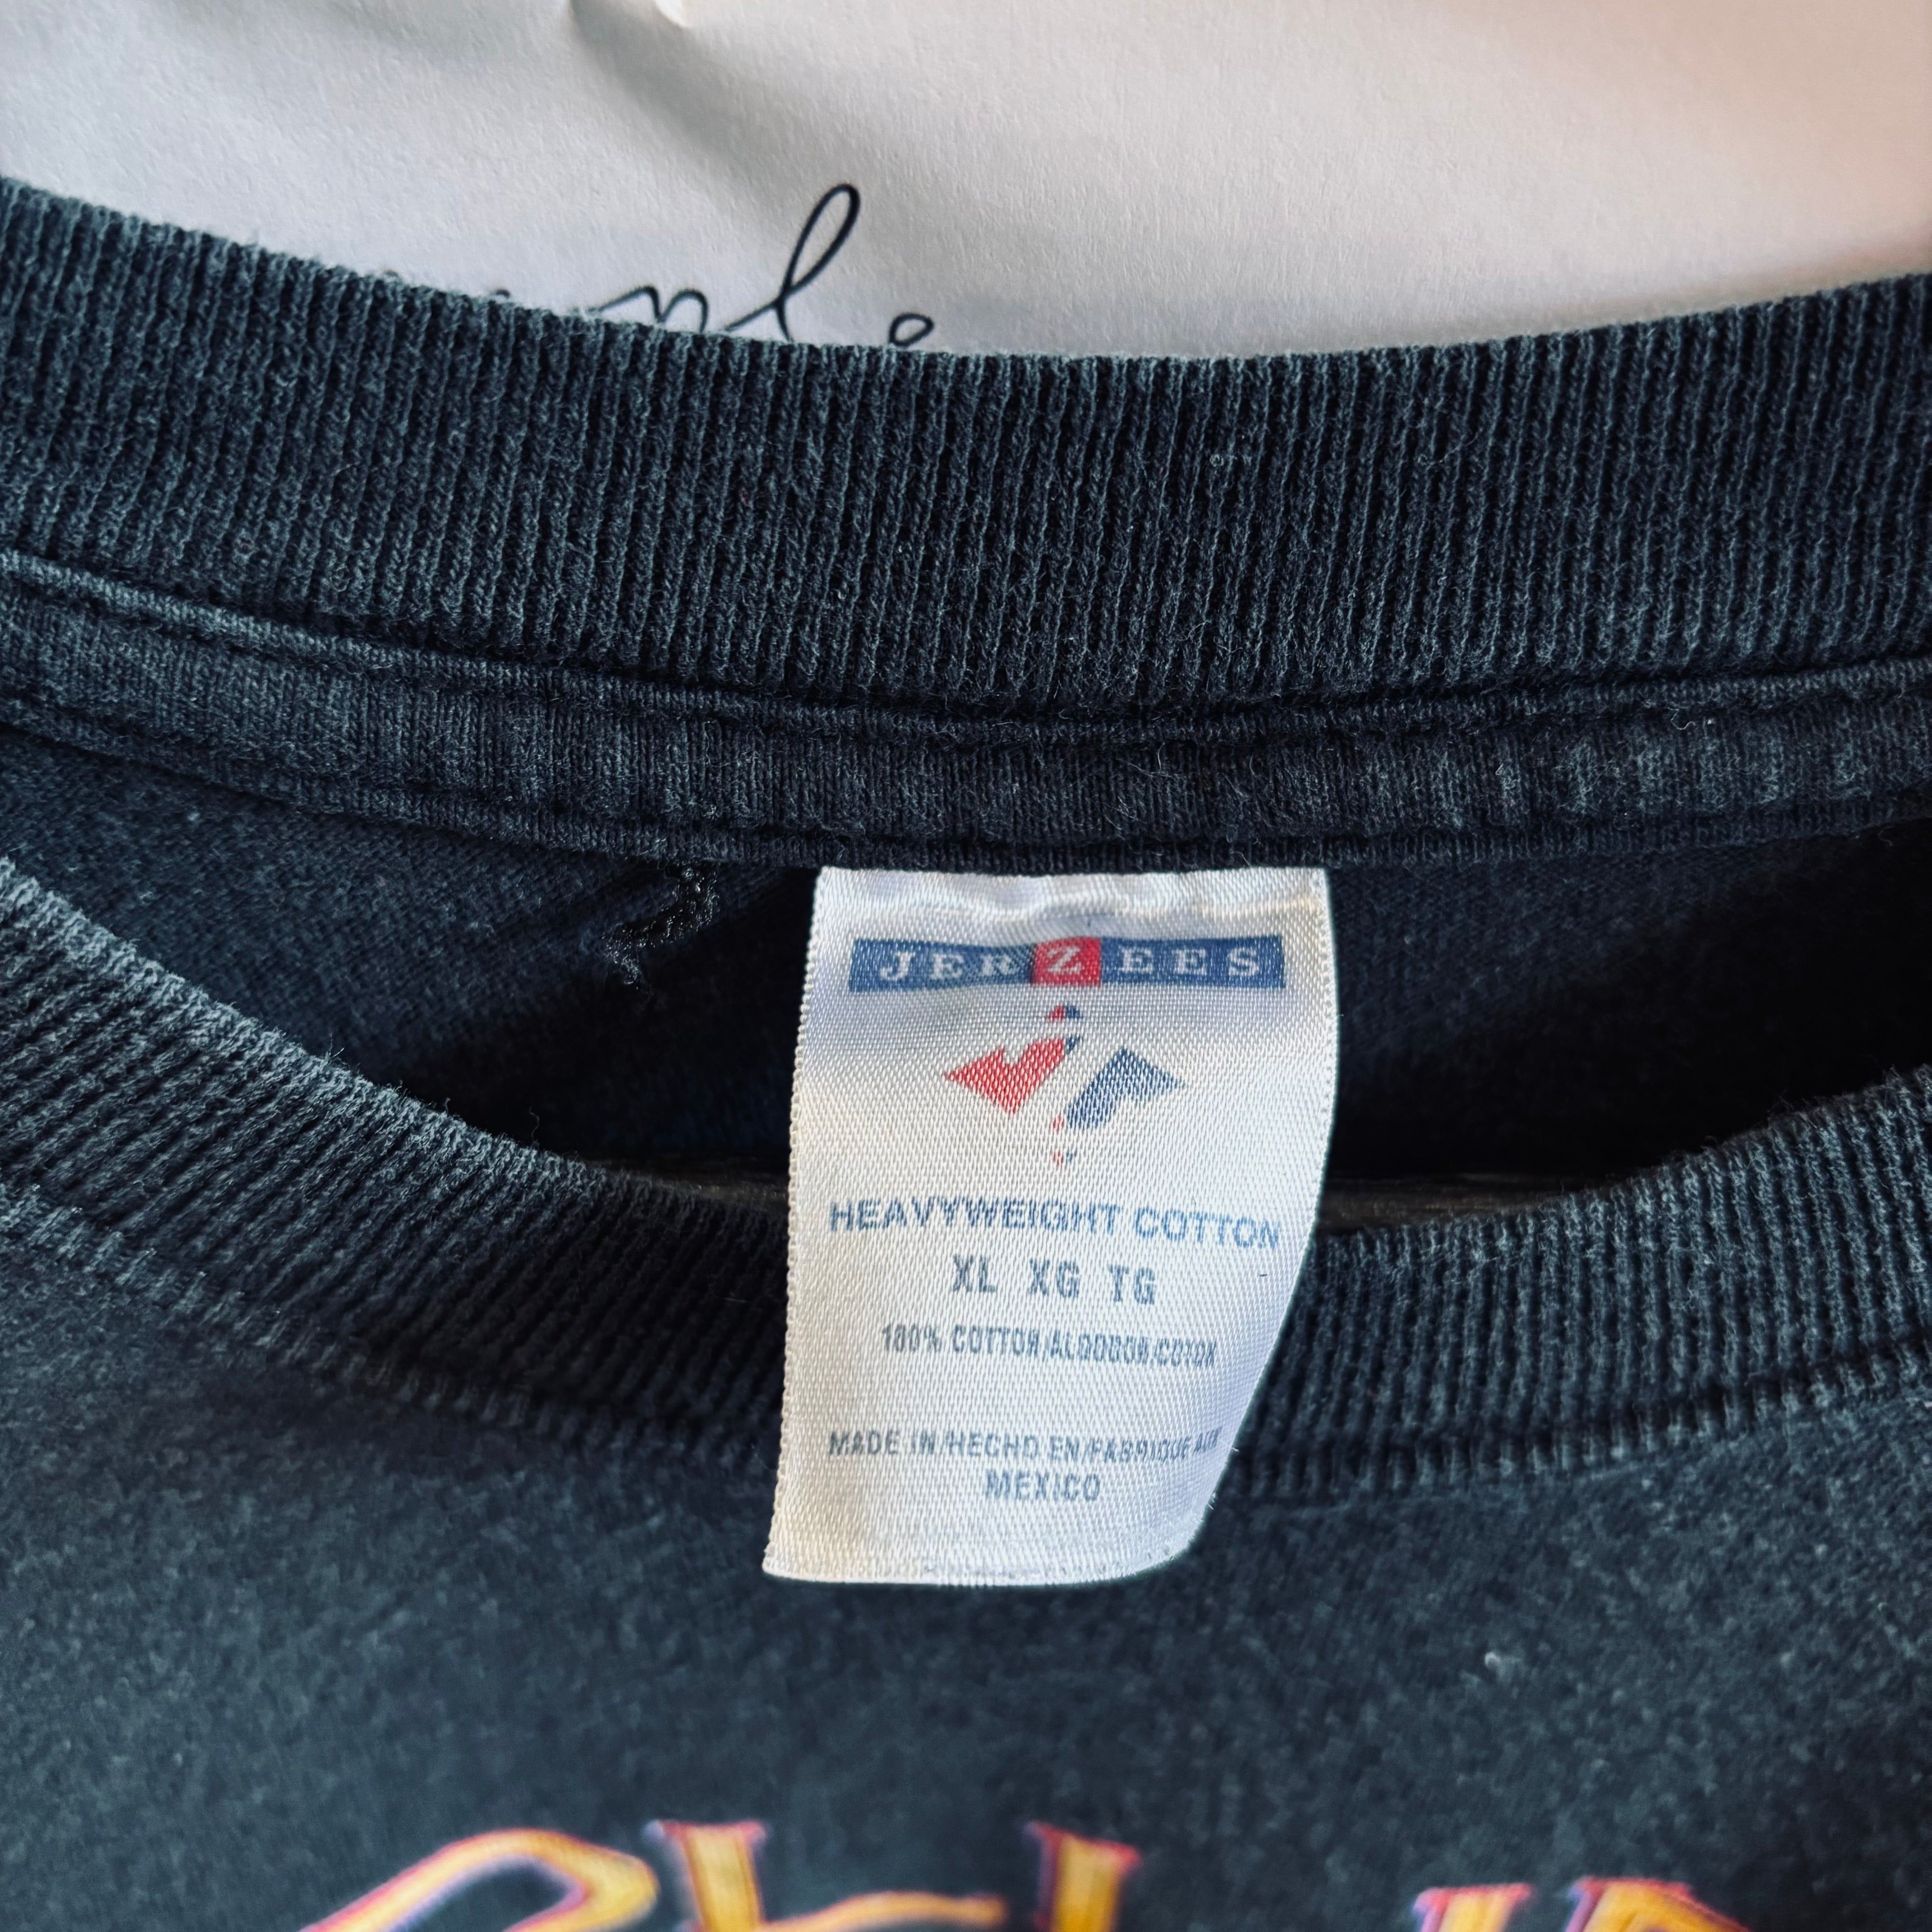 JERZEES
HEAVYWEIGHT COTTON
XL XG TG
100% COTTON/ALGODON/COTON
MADE IN/HECHO EN/FABRIQUE AU
MEXICO